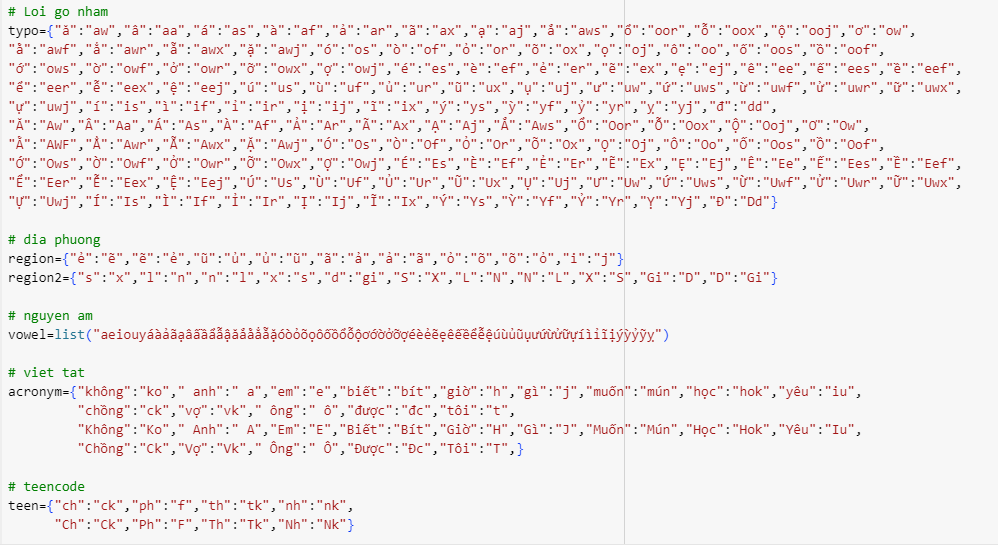 # Loi go nham
typo={"ă":"aw","â":"aa","á":"as","à":"af","ả":"ar","ã":"ax","ạ":"aj","ắ":"aws","ổ":"oor","ỗ":"oox","ộ":"ooj","ơ":"ow",
"ằ":"awf","ẳ":"awr","ẵ":"awx","ặ":"awj","ó":"os","ò":"of","ỏ":"or","õ":"ox","ọ":"oj","ô":"oo","ố":"oos","ồ":"oof",
"ớ":"ows","ờ":"owf","ở":"owr","ỡ":"owx","ợ":"owj","é":"es","è":"ef","ẻ":"er","ẽ":"ex","ẹ":"ej","ê":"ee","ế":"ees","ề":"eef",
"ể":"eer","ễ":"eex","ệ":"eej","ú":"us","ù":"uf","ủ":"ur","ũ":"ux","ụ":"uj","ư":"uw","ứ":"uws","ừ":"uwf","ử":"uwr","ữ":"uwx",
"ự":"uwj","í":"is","ì":"if","ỉ":"ir","ị":"ij","ĩ":"ix","ý":"ys","ỳ":"yf","ỷ":"yr","ỵ":"yj","đ":"dd",
"Ă":"Aw","Â":"Aa","Á":"As","À":"Af","Ả":"Ar","Ã":"Ax","Ạ":"Aj","Ắ":"Aws","Ổ":"Oor","Ỗ":"Oox","Ộ":"Ooj","Ơ":"Ow",
"Ằ":"AWF","Ẳ":"Awr","Ẵ":"Awx","Ặ":"Awj","Ó":"Os","Ò":"Of","Ỏ":"Or","Õ":"Ox","Ọ":"Oj","Ô":"Oo","Ố":"Oos","Ồ":"Oof",
"Ớ":"Ows","Ờ":"Owf","Ở":"Owr","Ỡ":"Owx","Ợ":"Owj","É":"Es","È":"Ef","Ẻ":"Er","Ẽ":"Ex","Ẹ":"Ej","Ê":"Ee","Ế":"Ees","Ề":"Eef",
"Ể":"Eer","Ễ":"Eex","Ệ":"Eej","Ú":"Us","Ù":"Uf","Ủ":"Ur","Ũ":"Ux","Ụ":"Uj","Ư":"Uw","Ứ":"Uws","Ừ":"Uwf","Ử":"Uwr","Ữ":"Uwx",
"Ự":"Uwj","Í":"Is","Ì":"If","Ỉ":"Ir","Ị":"Ij","Ĩ":"Ix","Ý":"Ys","Ỳ":"Yf","Ỷ":"Yr","Ỵ":"Yj","Đ":"Dd"}
# dia phuong
region={"ẻ":"ẽ","ẽ":"ẻ","ũ":"ủ","ủ":"ũ","ã":"ả","ả":"ã","ỏ":"õ","õ":"ỏ","i":"j"}
region2={"s":"x","l":"n","n":"l","x":"s","d":"gi","S":"X","L":"N","N":"L","X":"S","Gi":"D","D":"Gi"}
# nguyen am
vowel=list("aeiouyáàảãạâấầẩẫậăắằẳẵặóòỏõọôốồổỗộơớờởỡợéèẻẽẹêếềểễệúùủũụưứừửữựíìỉĩịýỳỷỹỵ")
# viet tat
acronym={"không":"ko"," anh":" a","em":"e","biết":"bít","giờ":"h","gì":"j","muốn":"mún","học":"hok","yêu":"iu",
"chồng":"ck","vợ":"vk"," ông":" ô","được":"đc","tôi":"t",
"Không":"Ko"," Anh":" A","Em":"E","Biết":"Bít","Giờ":"H","Gì":"J","Muốn":"Mún","Học":"Hok","Yêu":"Iu",
"Chồng":"Ck","Vợ":"Vk"," Ông":" Ô","Được":"Đc","Tôi":"T",}
# teencode
teen={"ch":"ck","ph":"f","th":"tk","nh":"nk",
"Ch":"Ck","Ph":"F","Th":"Tk","Nh":"Nk"}